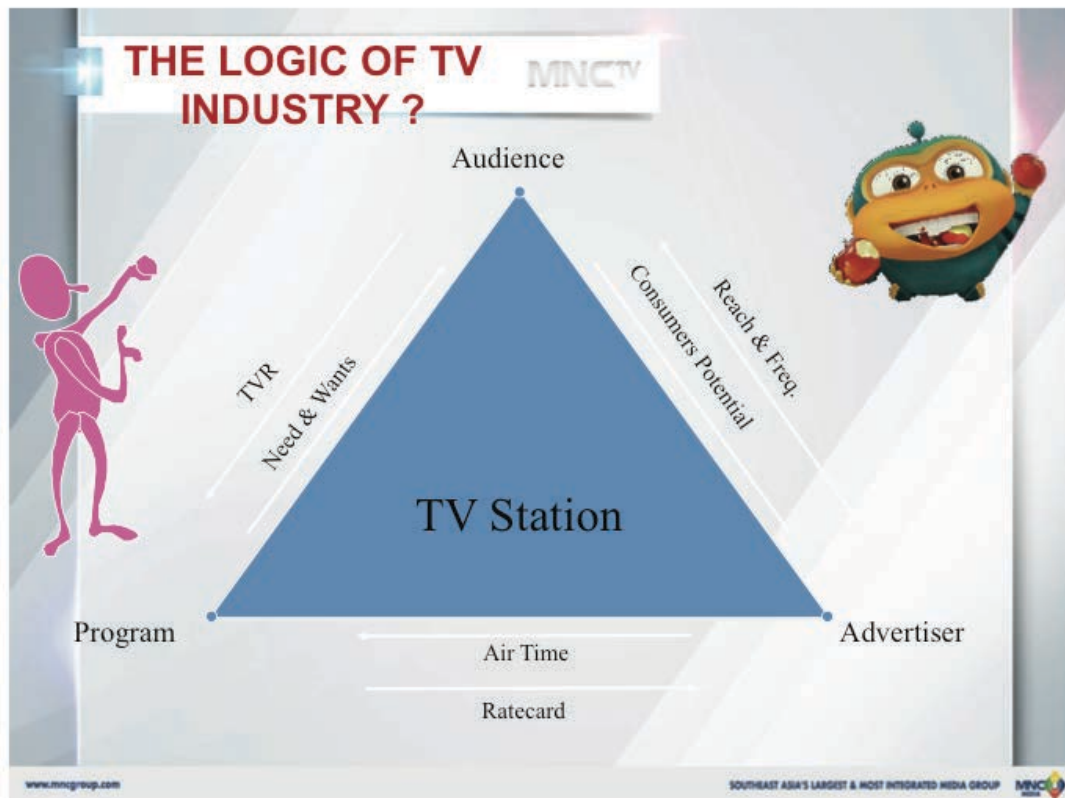 THE LOGIC OF TV
INDUSTRY ?
MNCTV
Audience
TVR
Need & Wants
Consumers Potential
Reach & Freq.
TV Station
Program
Advertiser
Air Time
Ratecard
www.mncgroup.com
SOUTHEAST ASIA'S LARGEST & MOST INTEGRATED MEDIA GROUP
MNC
MEDIA